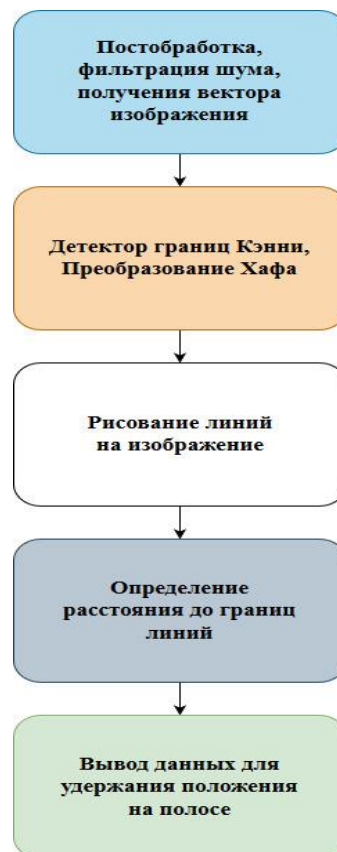 Постобработка,
фильтрация шума,
получения вектора
изображения
Детектор границ Кэнни,
Преобразование Хафа
Рисование линий
на изображение
Определение
расстояния до границ
линий
Вывод данных для
удержания положения
на полосе